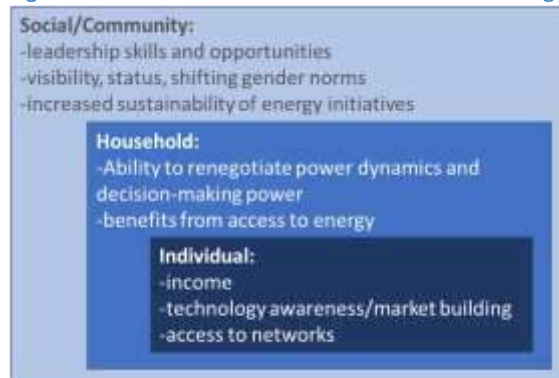 Social/Community:
-leadership skills and opportunities
-visibility, status, shifting gender norms
-increased sustainability of energy initiatives
Household:
-Ability to renegotiate power dynamics and
decision-making power
-benefits from access to energy
Individual:
-income
-technology awareness/market building
-access to networks